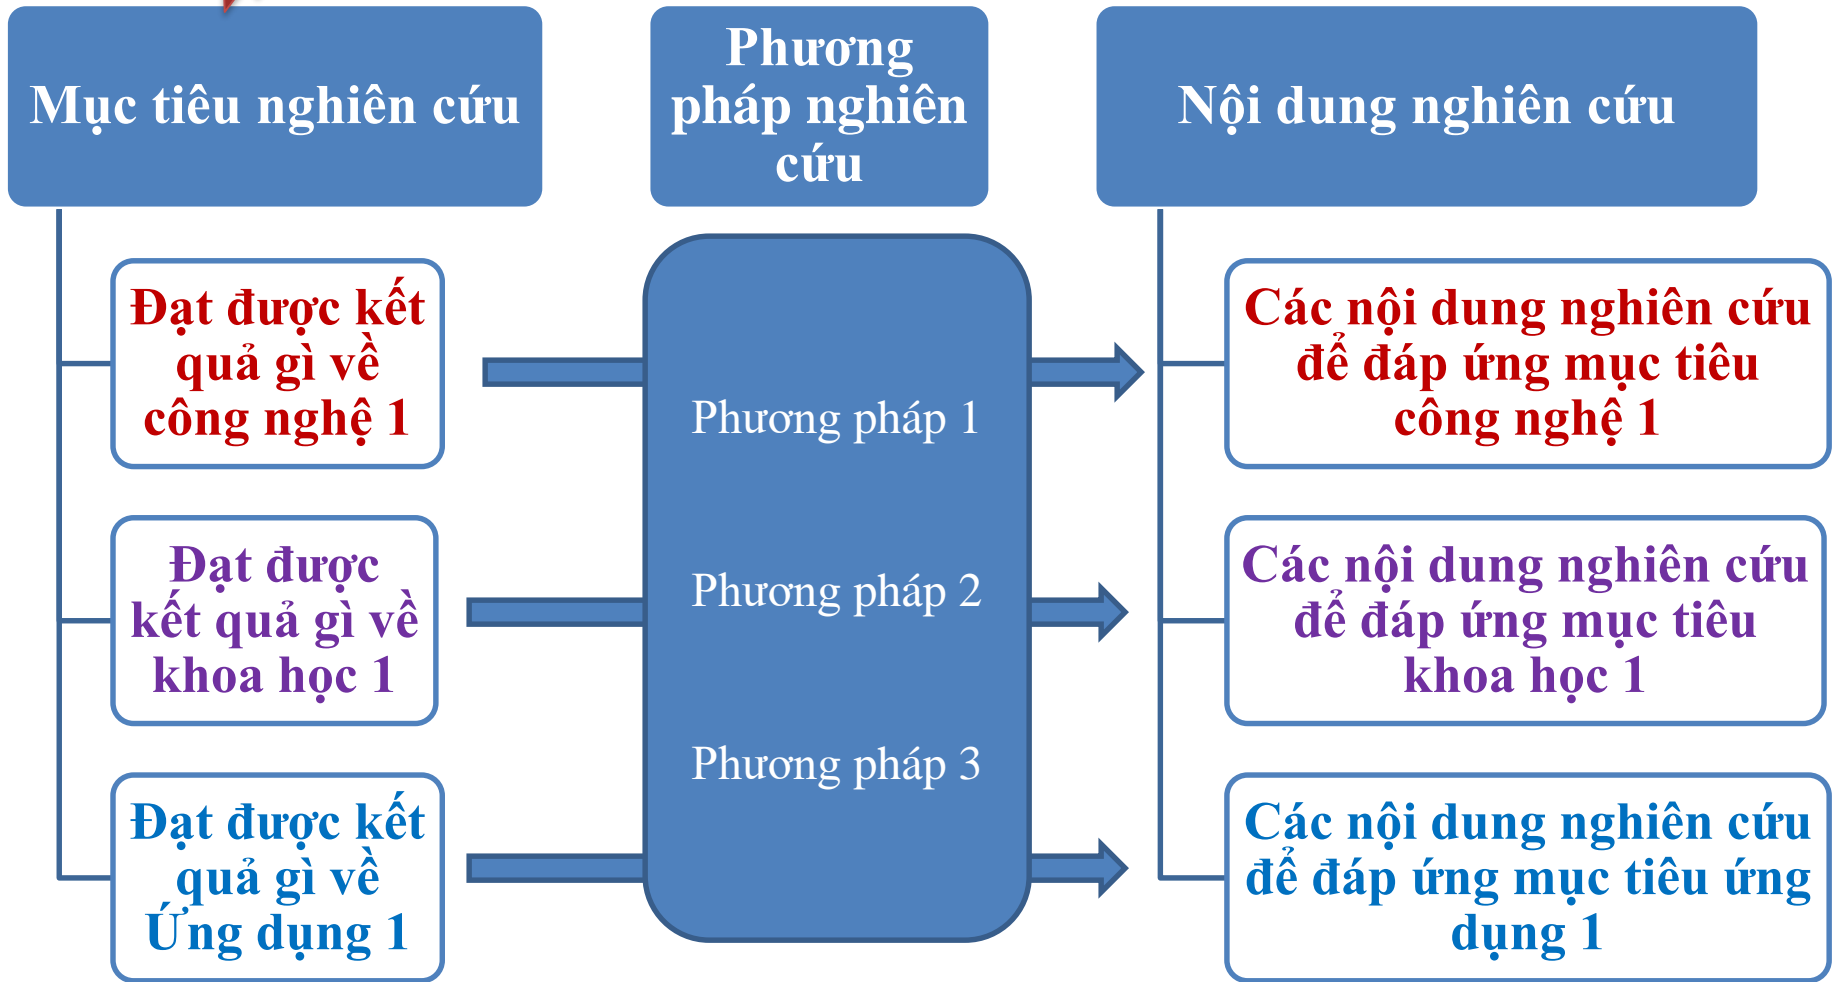 Mục tiêu nghiên cứu
Phương
pháp nghiên
cứu
Nội dung nghiên cứu
Đạt được kết
quả gì về
công nghệ 1
Đạt được
kết quả gì về
khoa học 1
Đạt được kết
quả gì về
Ứng dụng 1
Phương pháp 1
Phương pháp 2
Phương pháp 3
Các nội dung nghiên cứu
để đáp ứng mục tiêu
công nghệ 1
Các nội dung nghiên cứu
để đáp ứng mục tiêu
khoa học 1
Các nội dung nghiên cứu
để đáp ứng mục tiêu ứng
dụng 1